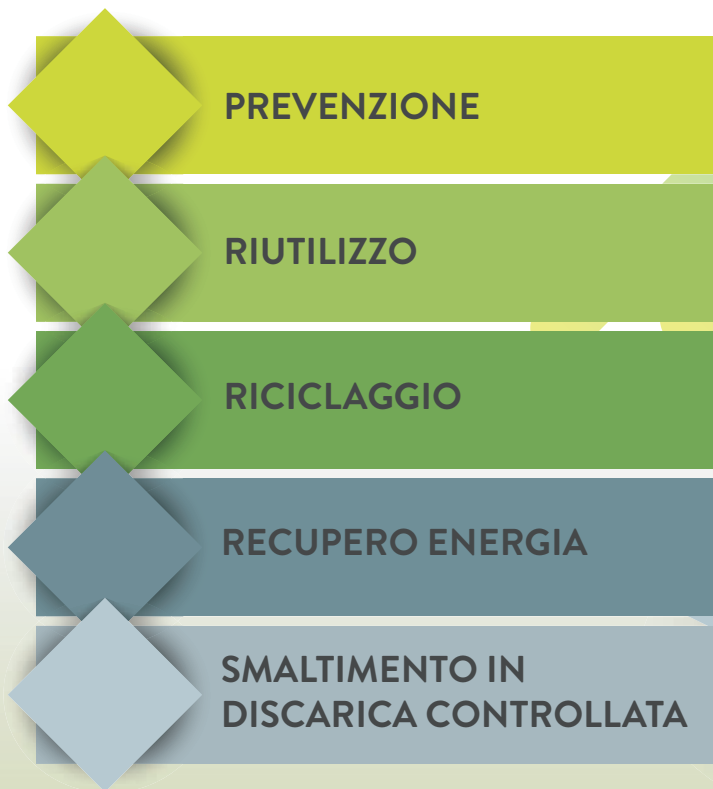 PREVENZIONE
RIUTILIZZO
RICICLAGGIO
RECUPERO ENERGIA
SMALTIMENTO IN
DISCARICA CONTROLLATA